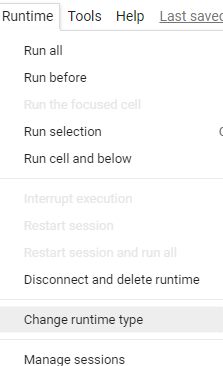 Runtime Tools Help Last saved
Run all
Run before
Run the focused cell
Run selection
Run cell and below
Interrupt execution
Restart session
Restart session and run all
Disconnect and delete runtime
Change runtime type
Manage sessions